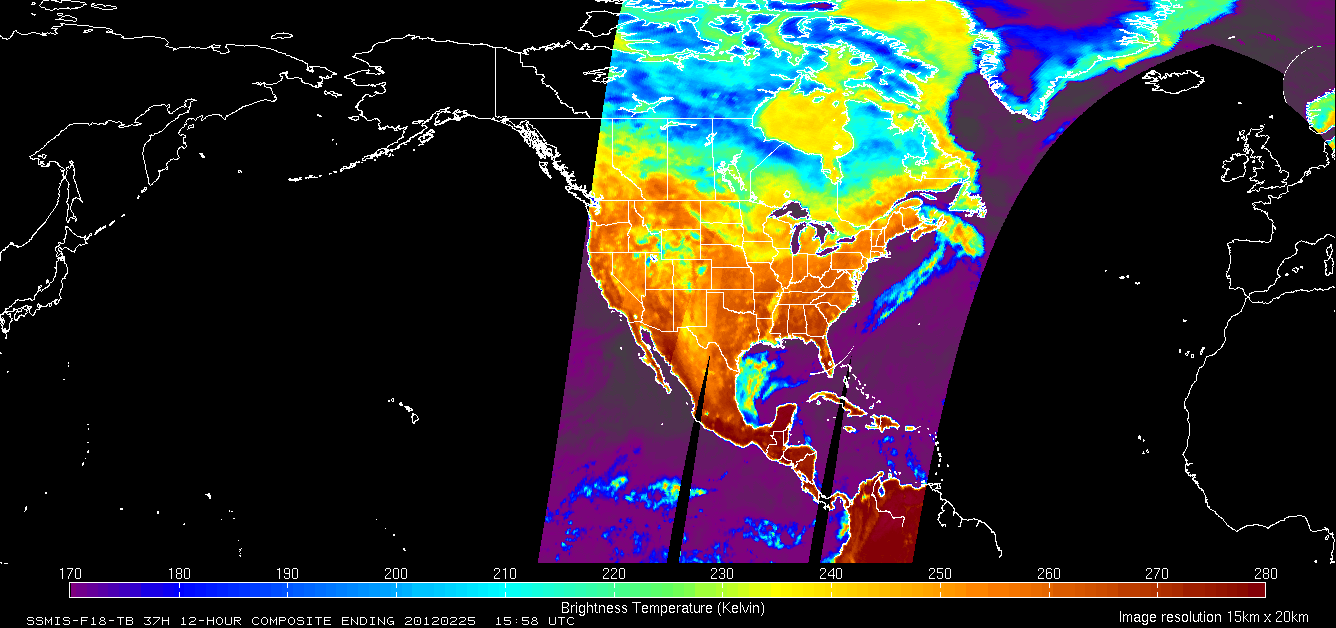 170 180 190 200 210 220 230 240 250 260 270 280
Brightness Temperature (Kelvin)
Image resolution 15km x 20km
SSMIS-F18-TB 37H 12-HOUR COMPOSITE ENDING 20120225 15:58 UTC